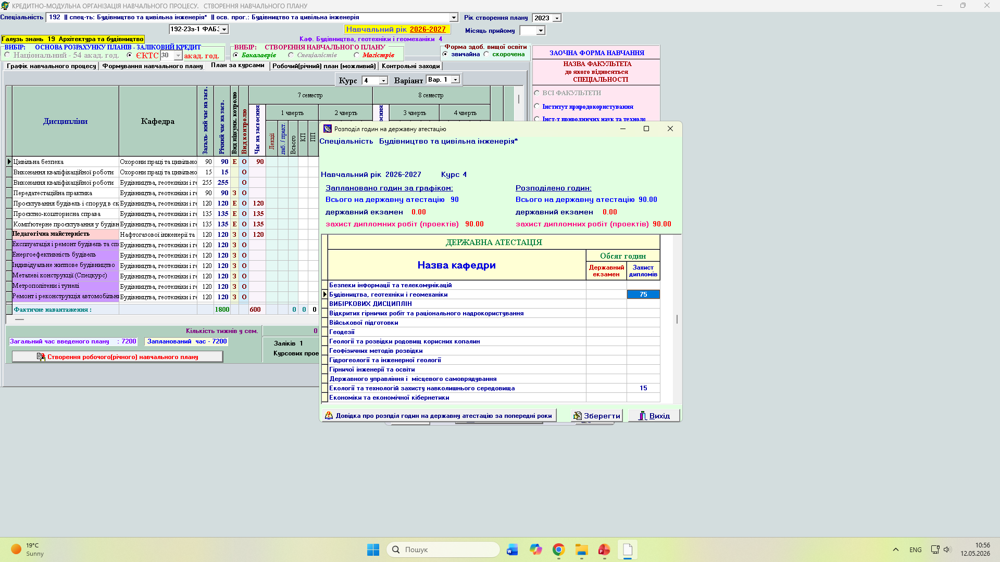 КРЕДИТНО-МОДУЛЬНА ОРГАНІЗАЦІЯ НАВЧАЛЬНОГО ПРОЦЕСУ. СТВОРЕННЯ НАВЧАЛЬНОГО ПЛАНУ
Спеціальність 192 || спец-ть: Будівництво та цивільна інженерія* || осв. прог.: Будівництво та цивільна інженерія
Рік створення плану 2023
192-23з-1 ФАБ:
Навчальний рік 2026-2027
Місяць прийому
Галузь знань 19 Архітектура та будівництво
Каф. Будівництва, геотехніки і геомеханіки 4
ВИБІР: ОСНОВА РОЗРАХУНКУ ПЛАНІВ - ЗАЛІКОВИЙ КРЕДИТ
Національний - 54 акад. год. ЄКТС 30 акад. год.
ВИБІР: СТВОРЕННЯ НАВЧАЛЬНОГО ПЛАНУ
Бакалаврів Спеціалістів Магістрів
Форма здоб. вищої освіти
звичайна скорочена
Графік навчального процесу Формування навчального плану План за курсами Робочий(річний) план (можливий) Контрольні заходи
ЗАОЧНА ФОРМА НАВЧАННЯ
НАЗВА ФАКУЛЬТЕТА
до якого відносяться
СПЕЦІАЛЬНОСТІ
ВСІ ФАКУЛЬТЕТИ
Інститут природокористування
Інст-т природничих наук та техноло
Курс 4 Варіант Вар. 1
Дисципліни
Кафедра
Загаль- ний час на засв.
Річний час на засв.
Вид підсумк. котролю
Вид контролю
7 семестр
8 семестр
Час на засвоєння
1 чверть
2 чверть
3 чверть
4 чверть
Лекції
лаб. / практ.
Всього
КП
ПП
Цивільна безпека Охорони праці та цивільно 90 90 Е О 90
Виконання кваліфікаційної роботи Охорони праці та цивільно 15 15 О
Виконання кваліфікаційної роботи Будівництва, геотехніки і ге 255 255 О
Передатестаційна практика Будівництва, геотехніки і ге 90 90 З О
Проєктування будівель і споруд в ск Будівництва, геотехніки і ге 120 120 Е О 120
Проєктно-кошторисна справа Будівництва, геотехніки і ге 135 135 Е О 135
Комп'ютерне проєктування у будівн Будівництва, геотехніки і ге 135 135 Е О 135
Педагогічна майстерність Нафтогазової інженерії та 120 120 З О 120
Експлуатація і ремонт будівель та спо Будівництва, геотехніки і ге 120 120 З О
Енергоефективність будівель Будівництва, геотехніки і ге 120 120 З О
Індивідуальне житлове будівництво Будівництва, геотехніки і ге 120 120 З О
Металеві конструкції (Спецкурс) Будівництва, геотехніки і ге 120 120 З О
Метрополітени і тунелі Будівництва, геотехніки і ге 120 120 З О
Ремонт і реконструкція автомобільни Будівництва, геотехніки і ге 120 120 З О
Фактичне навантаження : 1800 600 0 0 0
Кількість тижнів у сем. 0
Загальний час введеного плану : 7200 Запланований час - 7200
Заліків 1
Курсових прое
Створення робочого(річного) навчального плану
Розподіл годин на державну атестацію
Спеціальність Будівництво та цивільна інженерія*
Навчальний рік 2026-2027 Курс 4
Заплановано годин за графіком: Розподілено годин:
Всього на державну атестацію 90 Всього на державну атестацію 90.00
державний екзамен 0.00 державний екзамен 0.00
захист дипломних робіт (проектів) 90.00 захист дипломних робіт (проектів) 90.00
ДЕРЖАВНА АТЕСТАЦІЯ
Назва кафедри
Обсяг годин
Державний екзамен
Захист дипломів
Безпеки інформації та телекомунікацій
Будівництва, геотехніки і геомеханіки 75
ВИБІРКОВИХ ДИСЦИПЛІН
Відкритих гірничих робіт та раціонального надрокористування
Військової підготовки
Геодезії
Геології та розвідки родовищ корисних копалин
Геофізичних методів розвідки
Гідрогеології та інженерної геології
Гірничої інженерії та освіти
Державного управління і місцевого самоврядування
Екології та технологій захисту навколишнього середовища 15
Економіки та економічної кібернетики
Довідка про розпділ годин на державну атестацію за попередні роки
Зберегти
Вихід
19°C
Sunny
Пошук
ENG
10:56
12.05.2026